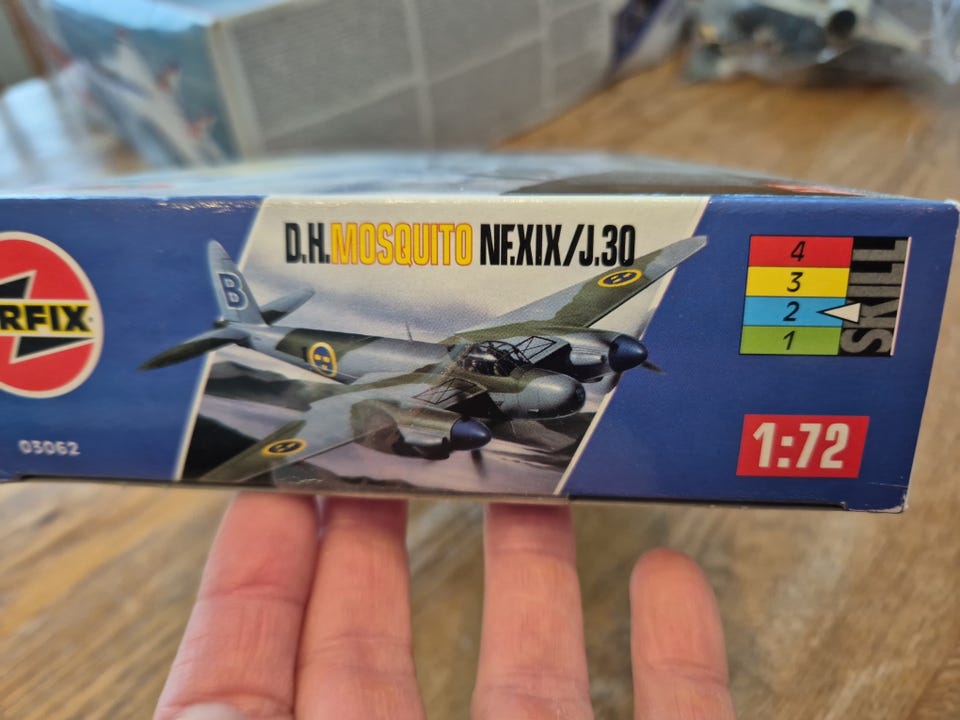 D.H.MOSQUITO NF.XIX/J.30
B
RFIX
03062
4
3
2
1
SKILL
1:72